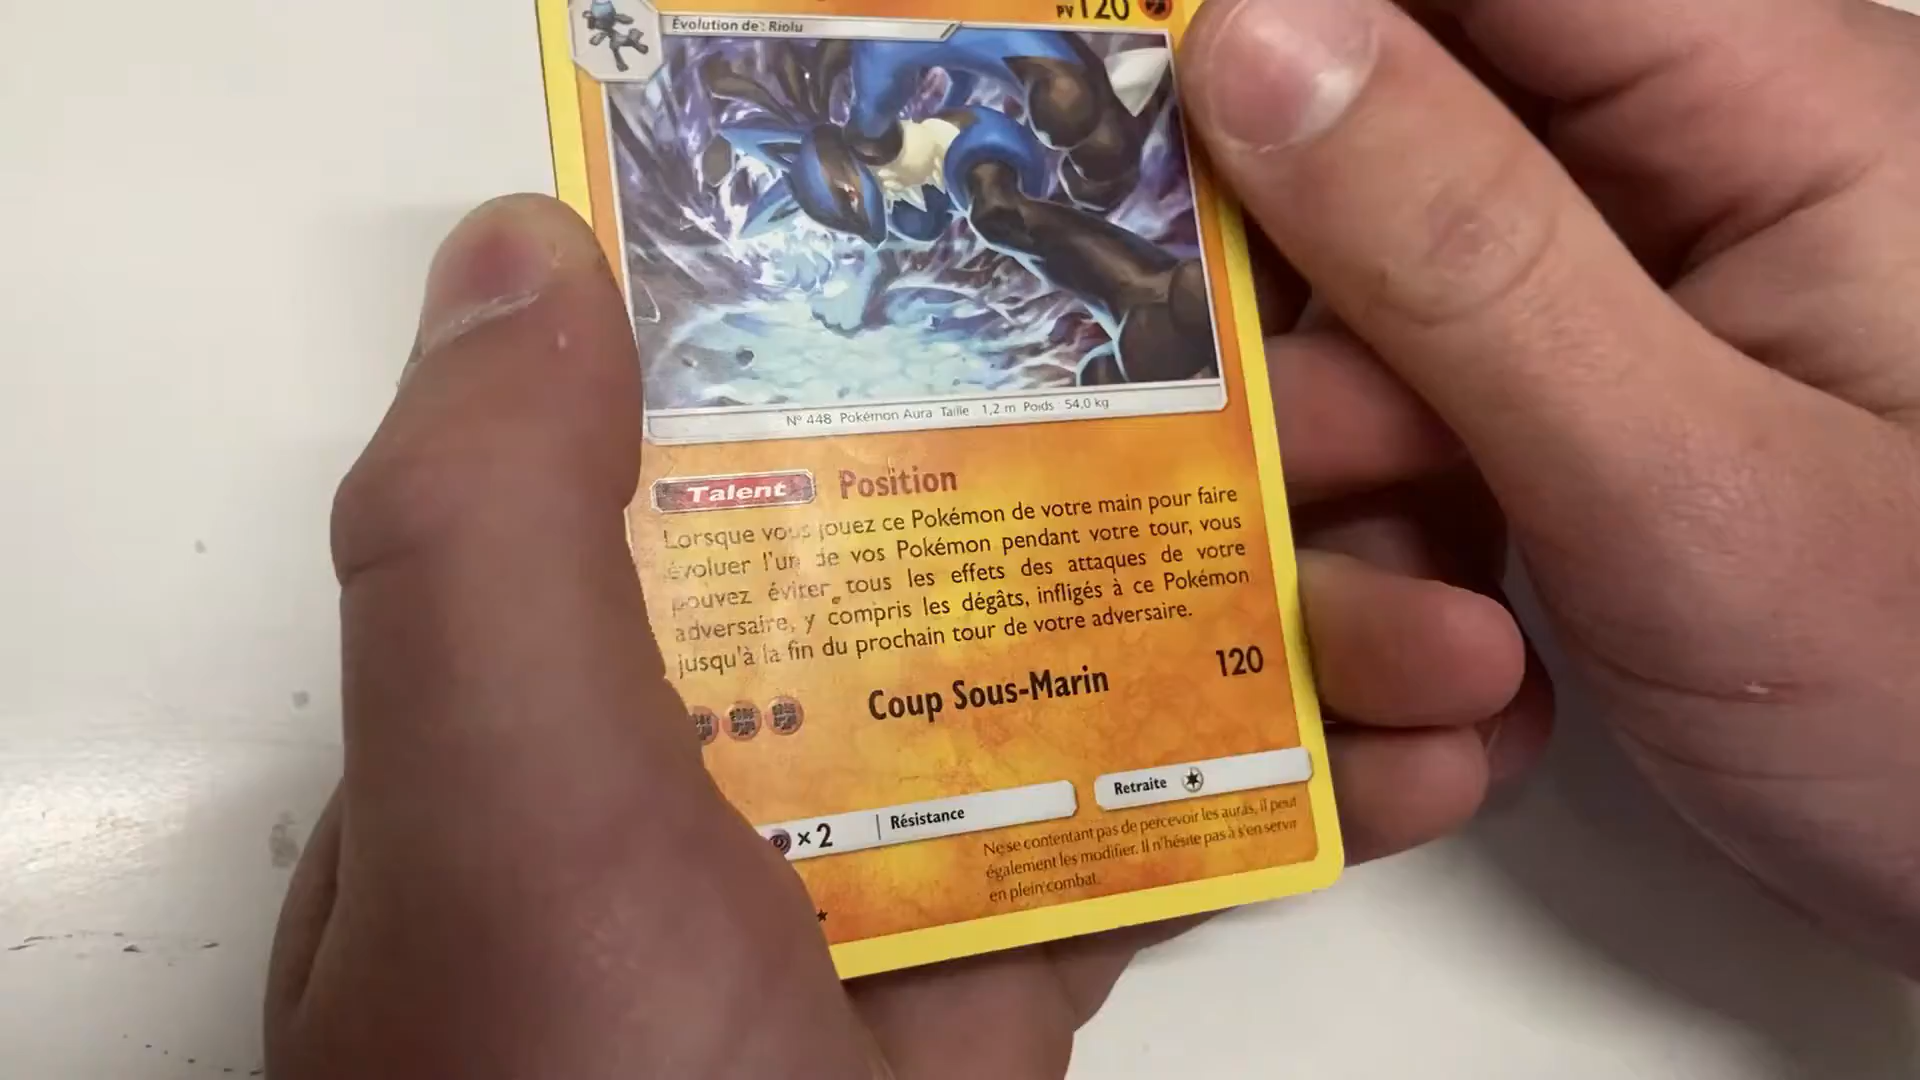 PV 120
Évolution de : Riolu
N° 448 Pokémon Aura Taille : 1,2 m Poids : 54,0 kg
Talent Position
Lorsque vous jouez ce Pokémon de votre main pour faire
évoluer l'un de vos Pokémon pendant votre tour, vous
pouvez éviter tous les effets des attaques de votre
adversaire, y compris les dégâts, infligés à ce Pokémon
jusqu'à la fin du prochain tour de votre adversaire.
Coup Sous-Marin 120
×2 Résistance Retraite
Ne se contentant pas de percevoir les auras, il peut
également les modifier. Il n'hésite pas à s'en servir
en plein combat.